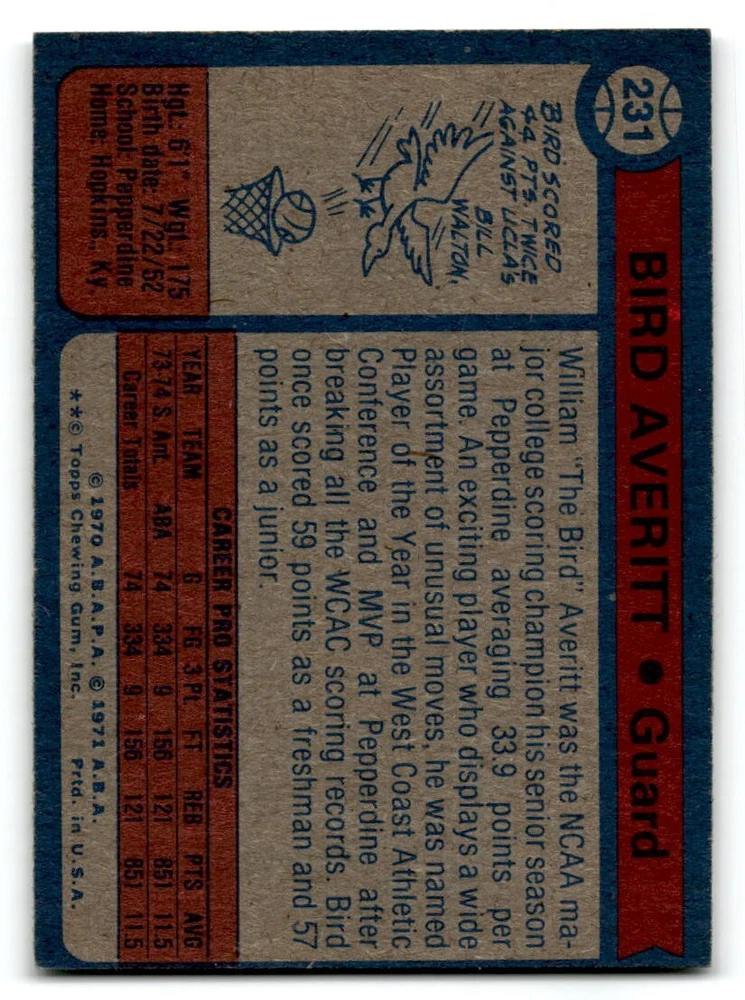 231
BIRD AVERITT • Guard
BIRD SCORED
44 PTS. TWICE
AGAINST UCLA'S
BILL
WALTON.
Hgt.: 6'1" Wgt.: 175
Birth date: 7/22/52
School: Pepperdine
Home: Hopkins., Ky
William "The Bird" Averitt was the NCAA ma-
jor college scoring champion his senior season
at Pepperdine averaging 33.9 points per
game. An exciting player who displays a wide
assortment of unusual moves, he was named
Player of the Year in the West Coast Athletic
Conference and MVP at Pepperdine after
breaking all the WCAC scoring records. Bird
once scored 59 points as a freshman and 57
points as a junior.
CAREER PRO STATISTICS
YEAR TEAM G FG 3 PL FT REB PTS AVG
73-74 S. Ant. ABA 74 334 9 156 121 851 11.5
Career Totals 74 334 9 156 121 851 11.5
© 1970 A.B.A.P.A. © 1971 A.B.A.
**© Topps Chewing Gum, Inc. Prtd. in U.S.A.